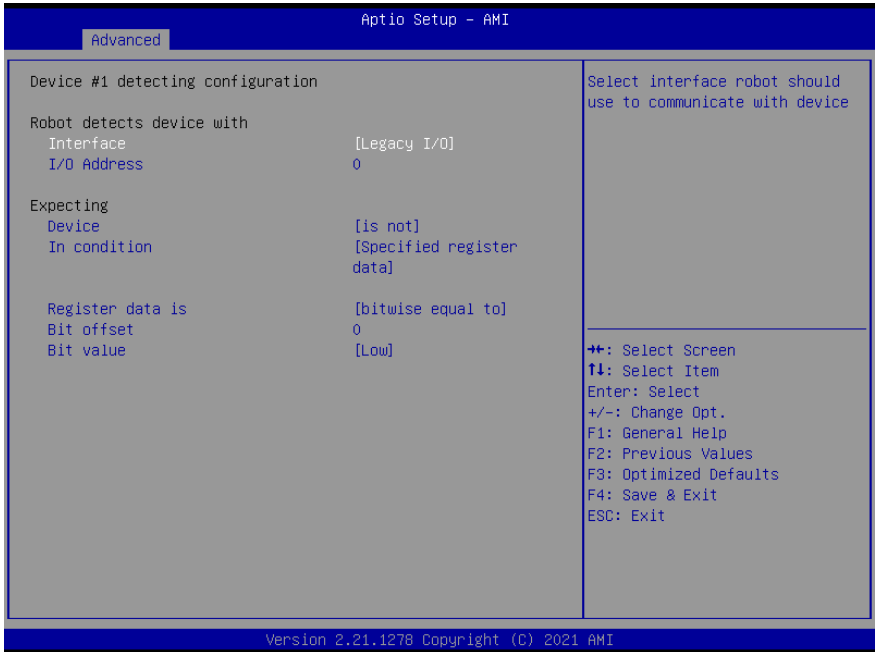 Aptio Setup – AMI
Advanced
Device #1 detecting configuration
Robot detects device with
Interface [Legacy I/O]
I/O Address 0
Expecting
Device [is not]
In condition [Specified register
data]
Register data is [bitwise equal to]
Bit offset 0
Bit value [Low]
Select interface robot should
use to communicate with device
→←: Select Screen
↑↓: Select Item
Enter: Select
+/-: Change Opt.
F1: General Help
F2: Previous Values
F3: Optimized Defaults
F4: Save & Exit
ESC: Exit
Version 2.21.1278 Copyright (C) 2021 AMI